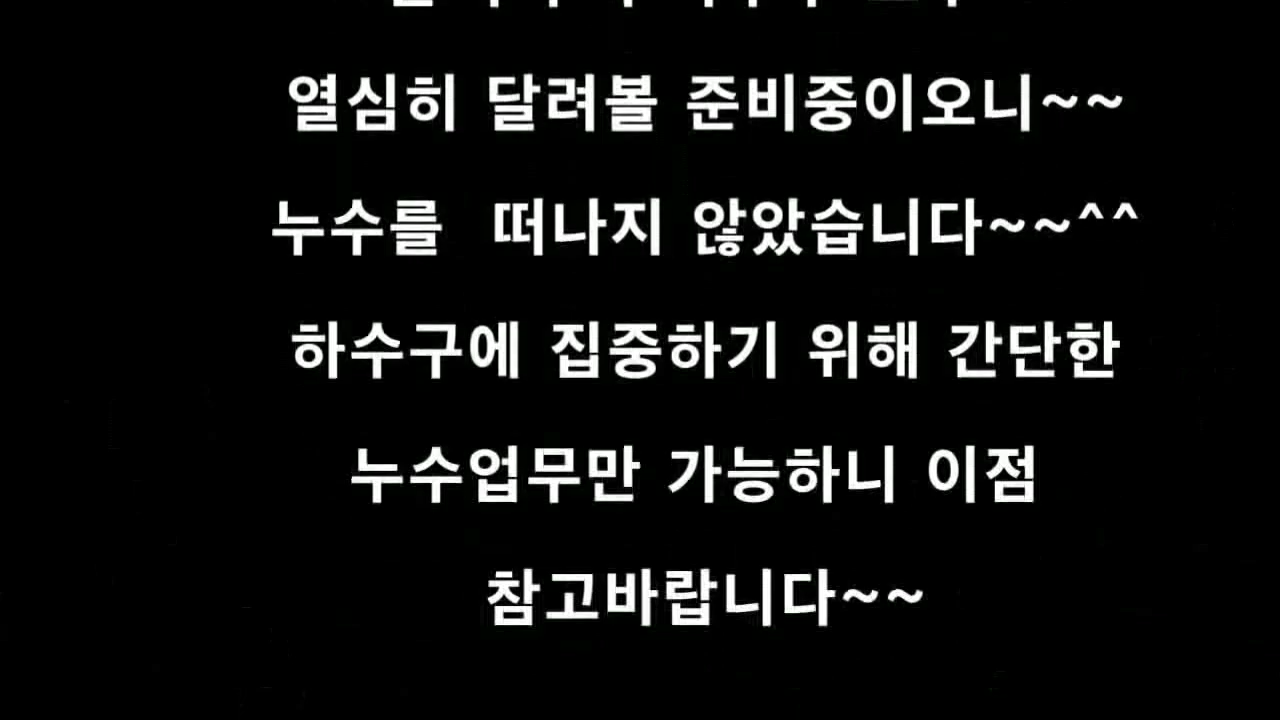 열심히 달려볼 준비중이오니~~
누수를 떠나지 않았습니다~~^^
하수구에 집중하기 위해 간단한
누수업무만 가능하니 이점
참고바랍니다~~